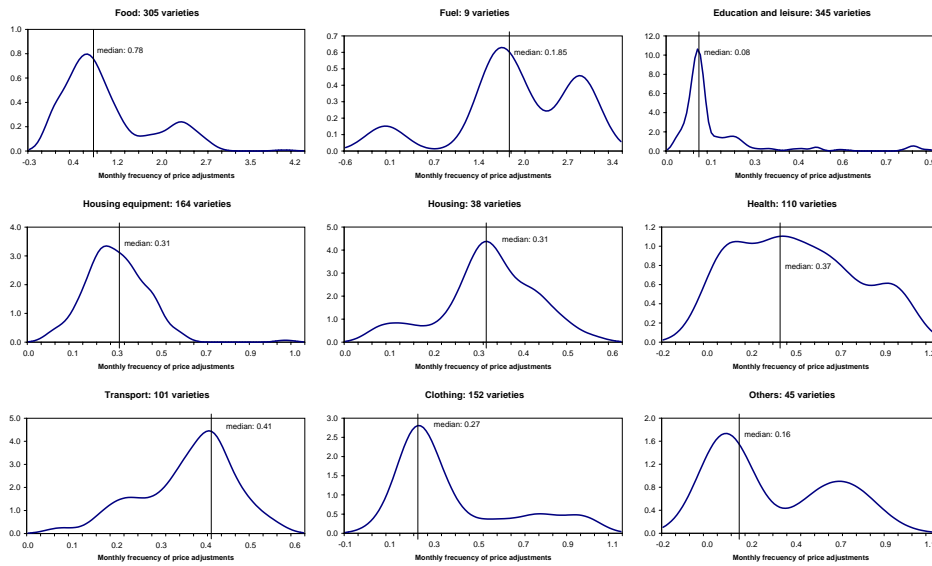 Food: 305 varieties
1.0
0.8
0.6
0.4
0.2
0.0
median: 0.78
-0.3 0.4 1.2 2.0 2.7 3.5 4.2
Monthly frecuency of price adjustments
Fuel: 9 varieties
0.7
0.6
0.5
0.4
0.3
0.2
0.1
0.0
median: 0.1.85
-0.6 0.1 0.7 1.4 2.1 2.7 3.4
Monthly frecuency of price adjustments
Education and leisure: 345 varieties
12.0
10.0
8.0
6.0
4.0
2.0
0.0
median: 0.08
0.0 0.1 0.3 0.4 0.6 0.7 0.9
Monthly frecuency of price adjustments
Housing equipment: 164 varieties
4.0
3.0
2.0
1.0
0.0
median: 0.31
0.0 0.1 0.3 0.5 0.7 0.9 1.0
Monthly frecuency of price adjustments
Housing: 38 varieties
5.0
4.0
3.0
2.0
1.0
0.0
median: 0.31
0.0 0.1 0.2 0.3 0.4 0.5 0.6
Monthly frecuency of price adjustments
Health: 110 varieties
1.2
1.0
0.8
0.6
0.4
0.2
0.0
median: 0.37
-0.2 0.0 0.2 0.5 0.7 0.9
Monthly frecuency of price adjustments
Transport: 101 varieties
5.0
4.0
3.0
2.0
1.0
0.0
median: 0.41
0.0 0.1 0.2 0.3 0.4 0.5 0.6
Monthly frecuency of price adjustments
Clothing: 152 varieties
3.0
2.5
2.0
1.5
1.0
0.5
0.0
median: 0.27
-0.1 0.1 0.3 0.5 0.7 0.9 1.1
Monthly frecuency of price adjustments
Others: 45 varieties
2.0
1.6
1.2
0.8
0.4
0.0
median: 0.16
-0.2 0.0 0.2 0.4 0.7 0.9
Monthly frecuency of price adjustments